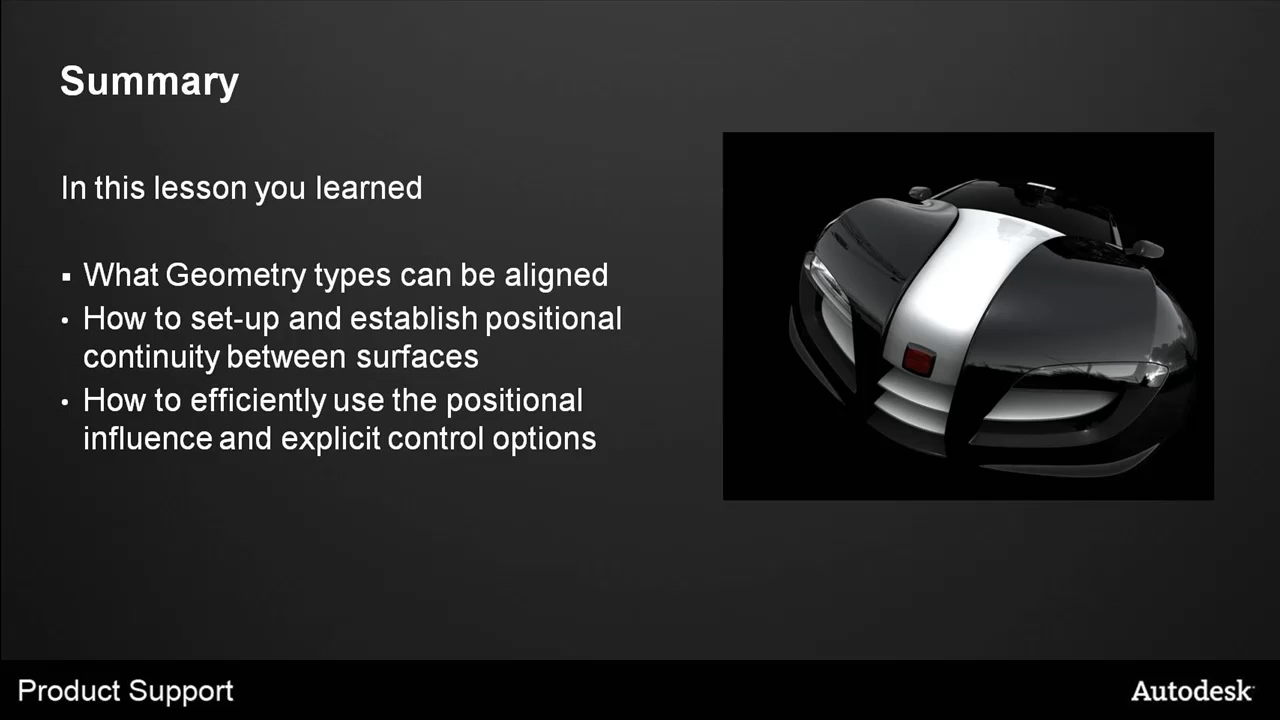 Summary
In this lesson you learned
▪ What Geometry types can be aligned
• How to set-up and establish positional
continuity between surfaces
• How to efficiently use the positional
influence and explicit control options
Product Support
Autodesk